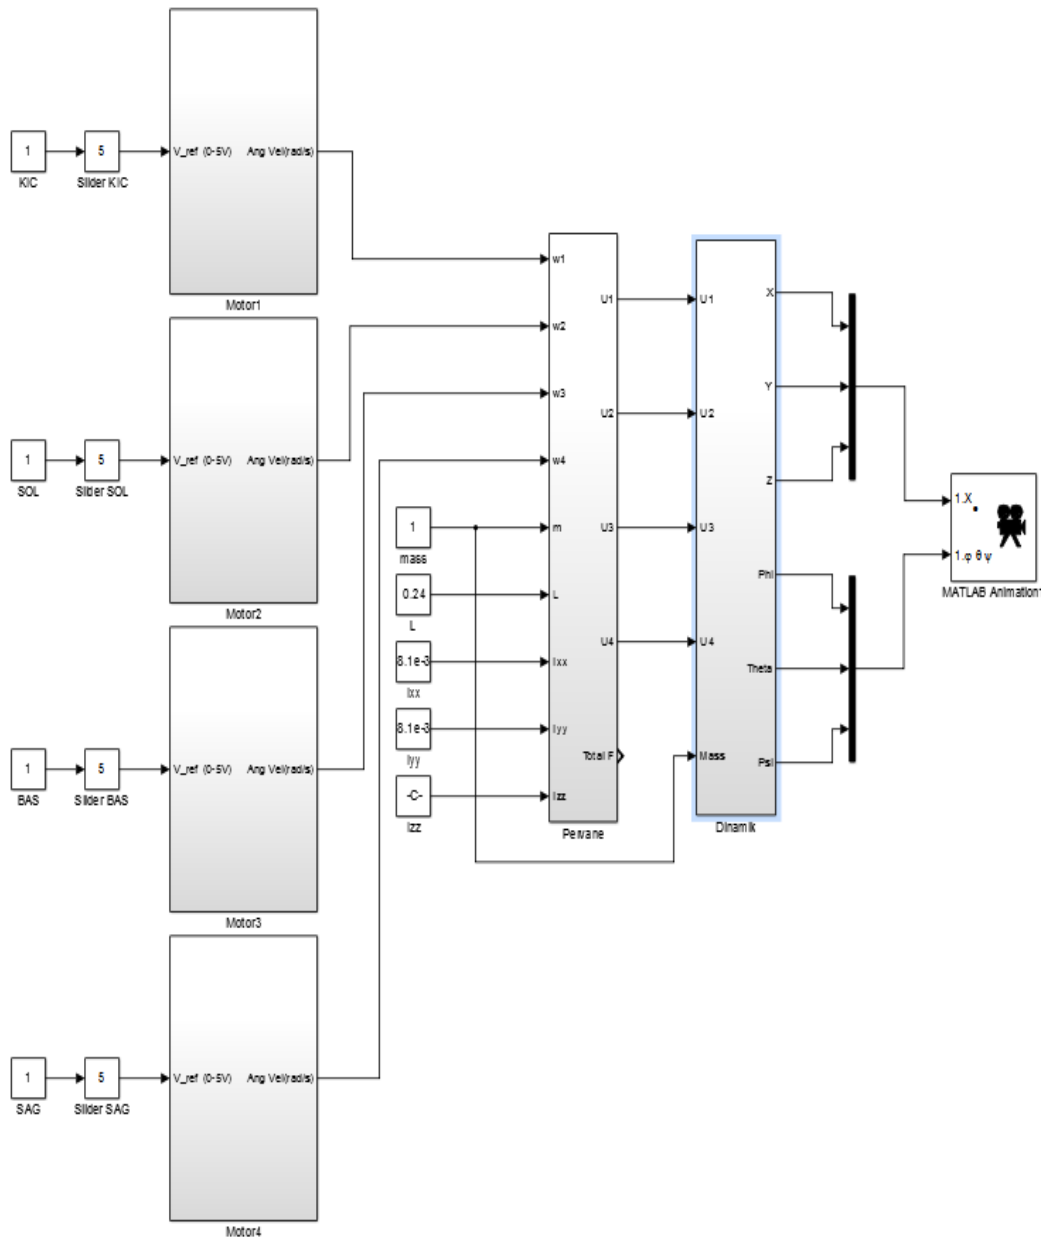 1
KIC
5
Slider KIC
V_ref (0-5V)
Ang Vel(rad/s)
Motor1
1
SOL
5
Slider SOL
V_ref (0-5V)
Ang Vel(rad/s)
Motor2
1
BAS
5
Slider BAS
V_ref (0-5V)
Ang Vel(rad/s)
Motor3
1
SAG
5
Slider SAG
V_ref (0-5V)
Ang Vel(rad/s)
Motor4
1
mass
0.24
L
8.1e-3
Ixx
8.1e-3
Iyy
-C-
Izz
w1
w2
w3
w4
m
L
Ixx
Iyy
Izz
U1
U2
U3
U4
Total F
Pervane
U1
U2
U3
U4
Mass
X
Y
Z
Phi
Theta
Psi
Dinamik
1.X
1.φ θ ψ
MATLAB Animation1